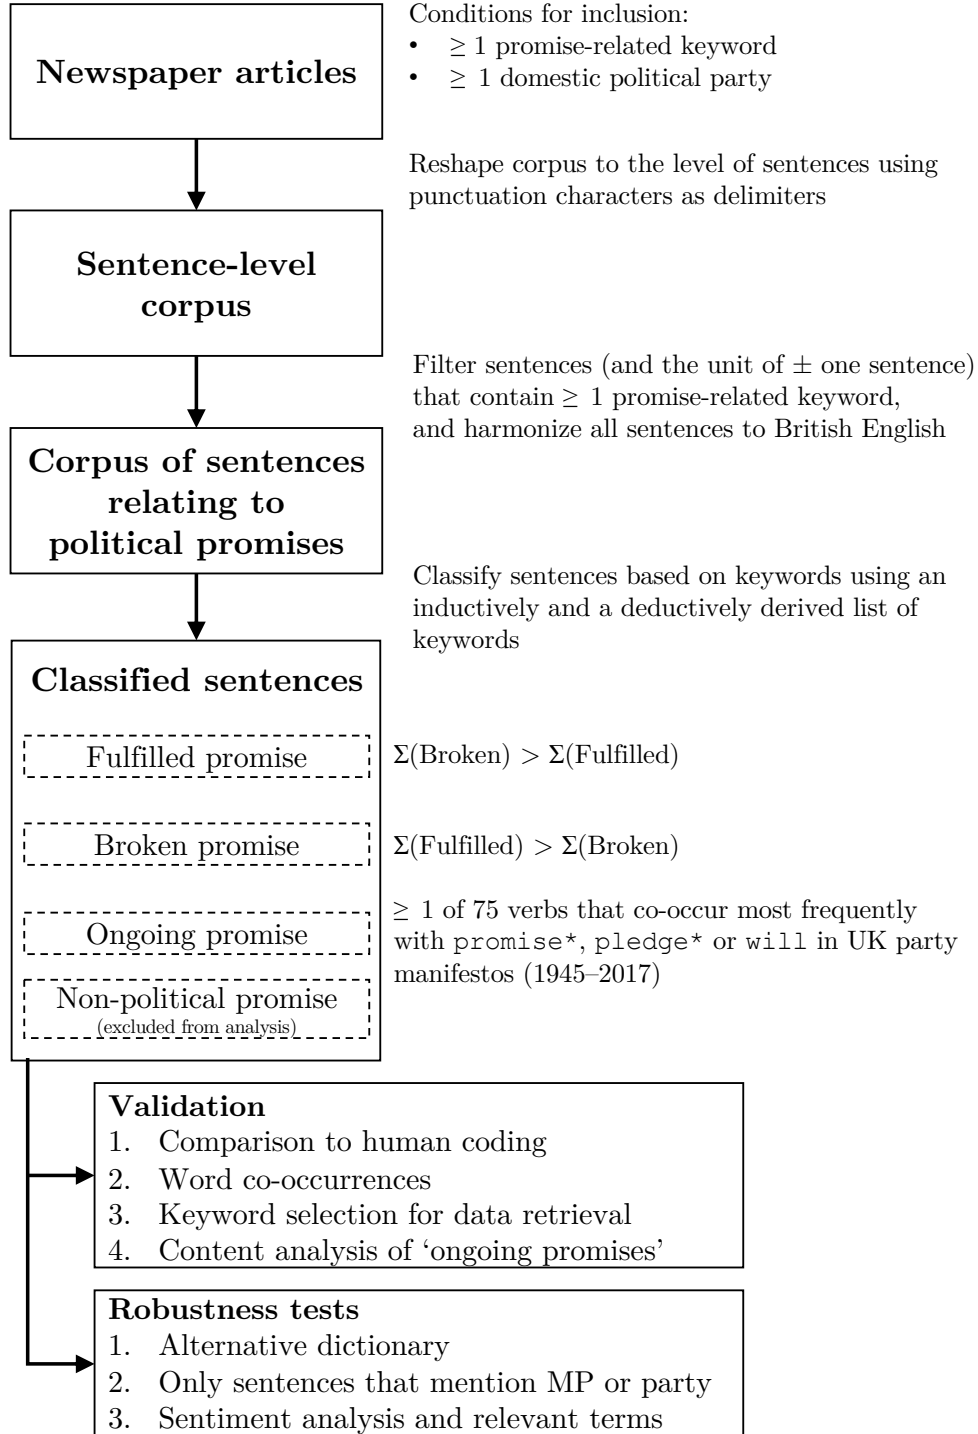 Newspaper articles
Conditions for inclusion:
• ≥ 1 promise-related keyword
• ≥ 1 domestic political party
Reshape corpus to the level of sentences using
punctuation characters as delimiters
Sentence-level
corpus
Filter sentences (and the unit of ± one sentence)
that contain ≥ 1 promise-related keyword,
and harmonize all sentences to British English
Corpus of sentences
relating to
political promises
Classify sentences based on keywords using an
inductively and a deductively derived list of
keywords
Classified sentences
Fulfilled promise
Σ(Broken) > Σ(Fulfilled)
Broken promise
Σ(Fulfilled) > Σ(Broken)
Ongoing promise
≥ 1 of 75 verbs that co-occur most frequently
with promise*, pledge* or will in UK party
manifestos (1945–2017)
Non-political promise
(excluded from analysis)
Validation
1. Comparison to human coding
2. Word co-occurrences
3. Keyword selection for data retrieval
4. Content analysis of ‘ongoing promises’
Robustness tests
1. Alternative dictionary
2. Only sentences that mention MP or party
3. Sentiment analysis and relevant terms